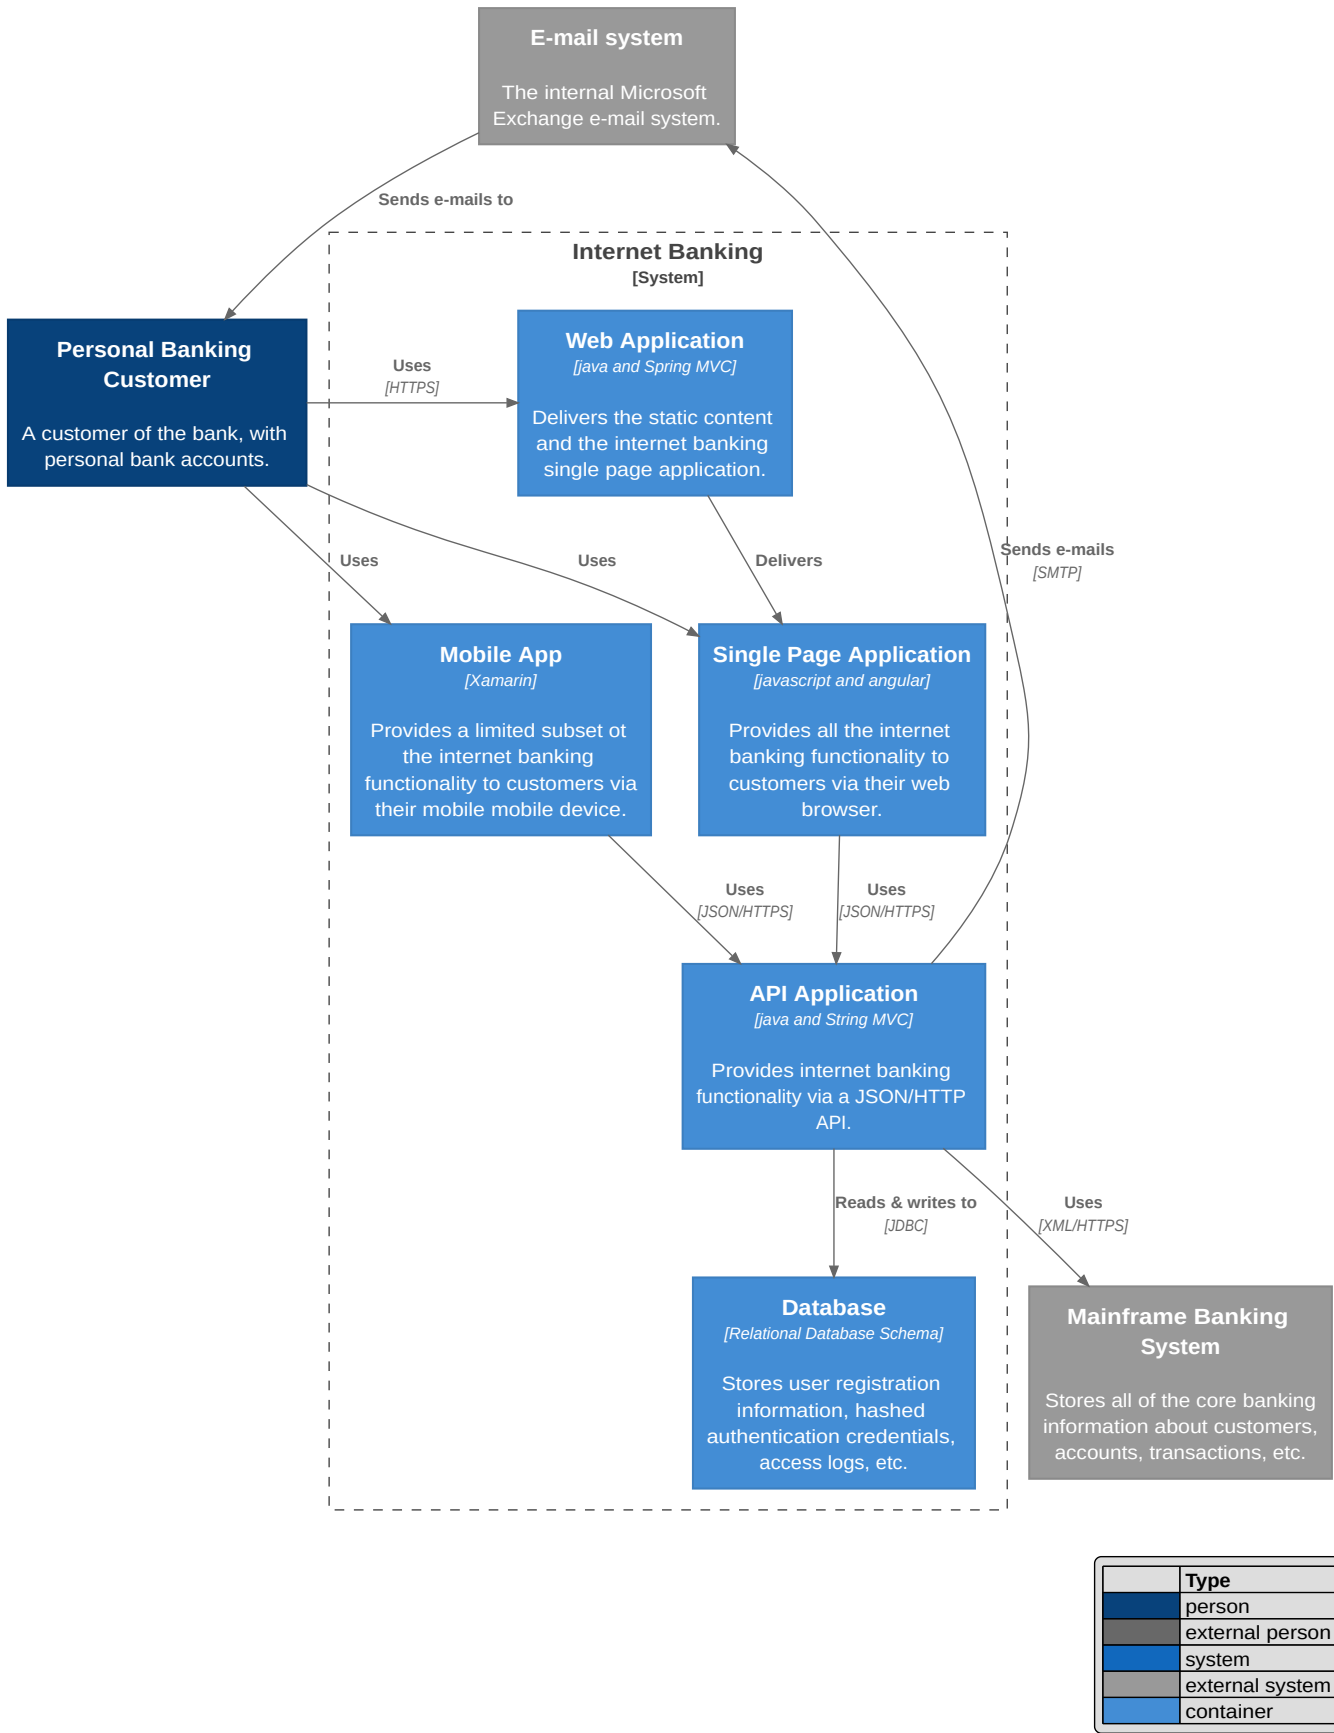 E-mail system
The internal Microsoft
Exchange e-mail system.
Sends e-mails to
Internet Banking
[System]
Personal Banking
Customer
A customer of the bank, with
personal bank accounts.
Uses
[HTTPS]
Web Application
[java and Spring MVC]
Delivers the static content
and the internet banking
single page application.
Uses
Uses
Delivers
Sends e-mails
[SMTP]
Mobile App
[Xamarin]
Provides a limited subset ot
the internet banking
functionality to customers via
their mobile mobile device.
Single Page Application
[javascript and angular]
Provides all the internet
banking functionality to
customers via their web
browser.
Uses
[JSON/HTTPS]
Uses
[JSON/HTTPS]
API Application
[java and String MVC]
Provides internet banking
functionality via a JSON/HTTP
API.
Reads & writes to
[JDBC]
Uses
[XML/HTTPS]
Database
[Relational Database Schema]
Stores user registration
information, hashed
authentication credentials,
access logs, etc.
Mainframe Banking
System
Stores all of the core banking
information about customers,
accounts, transactions, etc.
Type
person
external person
system
external system
container